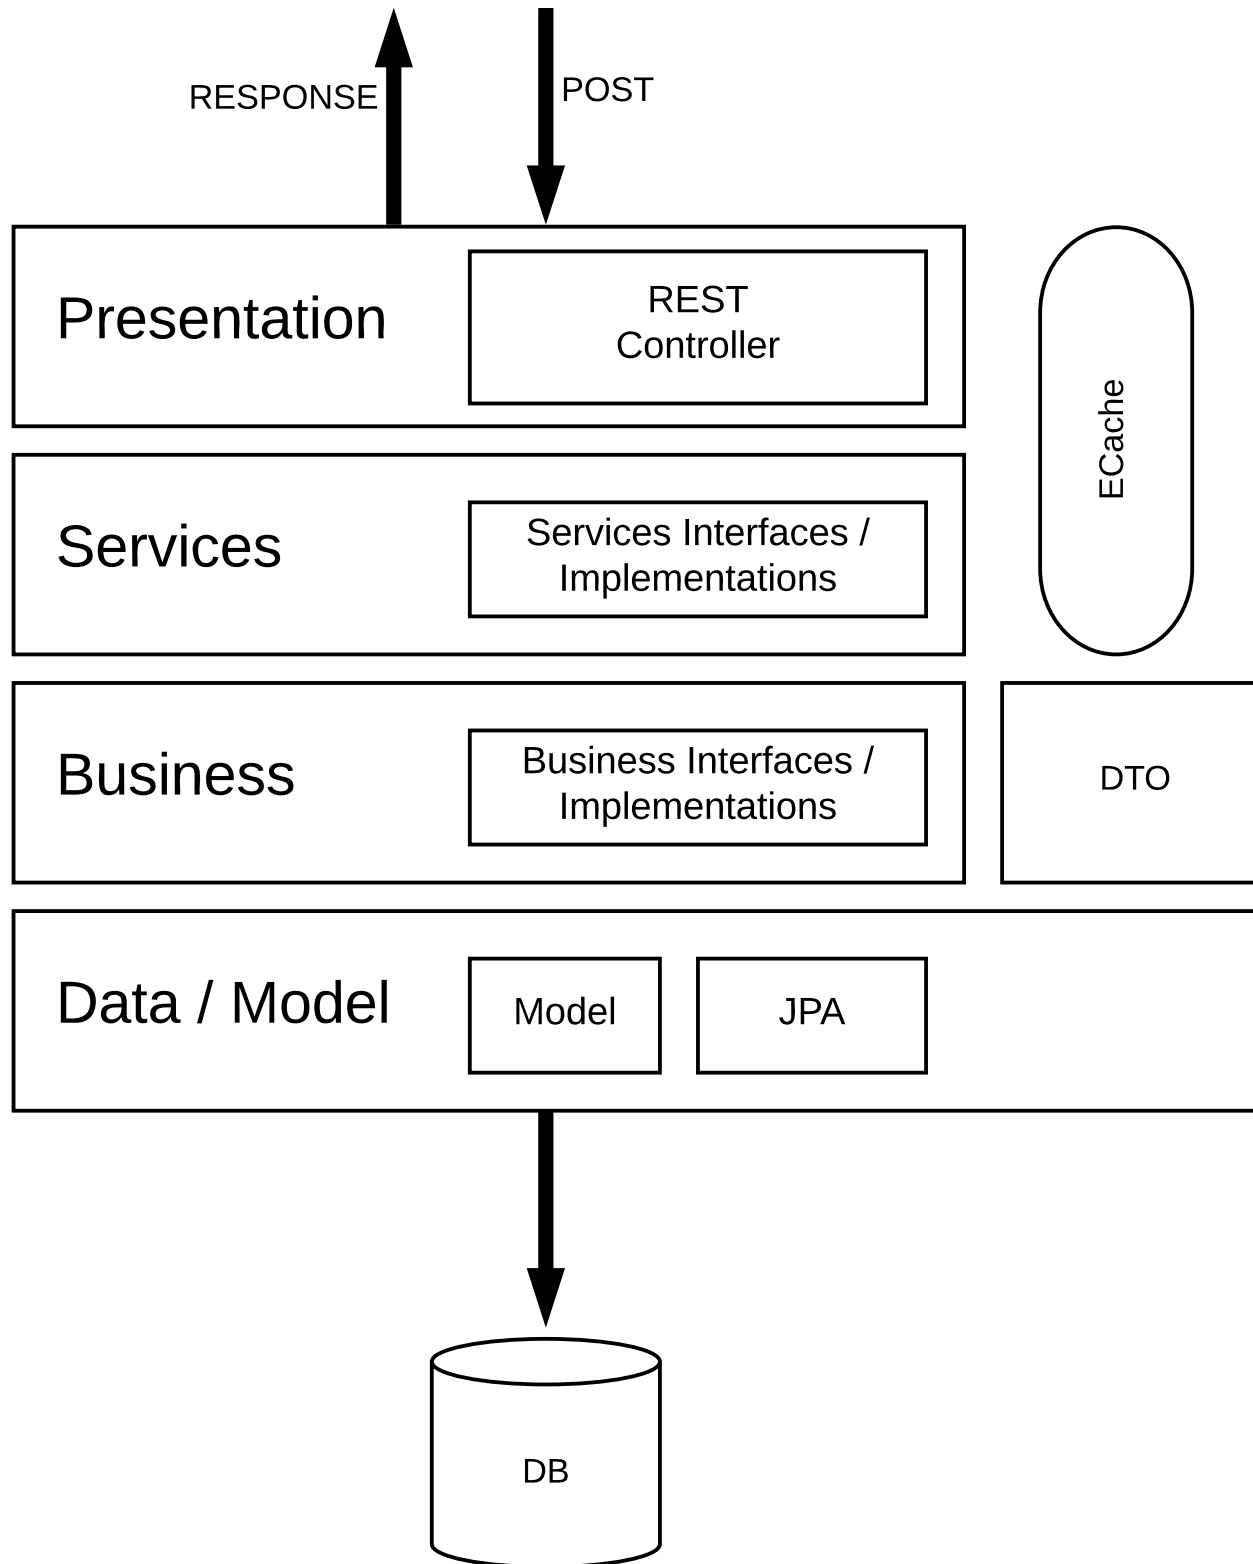 RESPONSE
POST
Presentation
REST
Controller
ECache
Services
Services Interfaces /
Implementations
Business
Business Interfaces /
Implementations
DTO
Data / Model
Model
JPA
DB